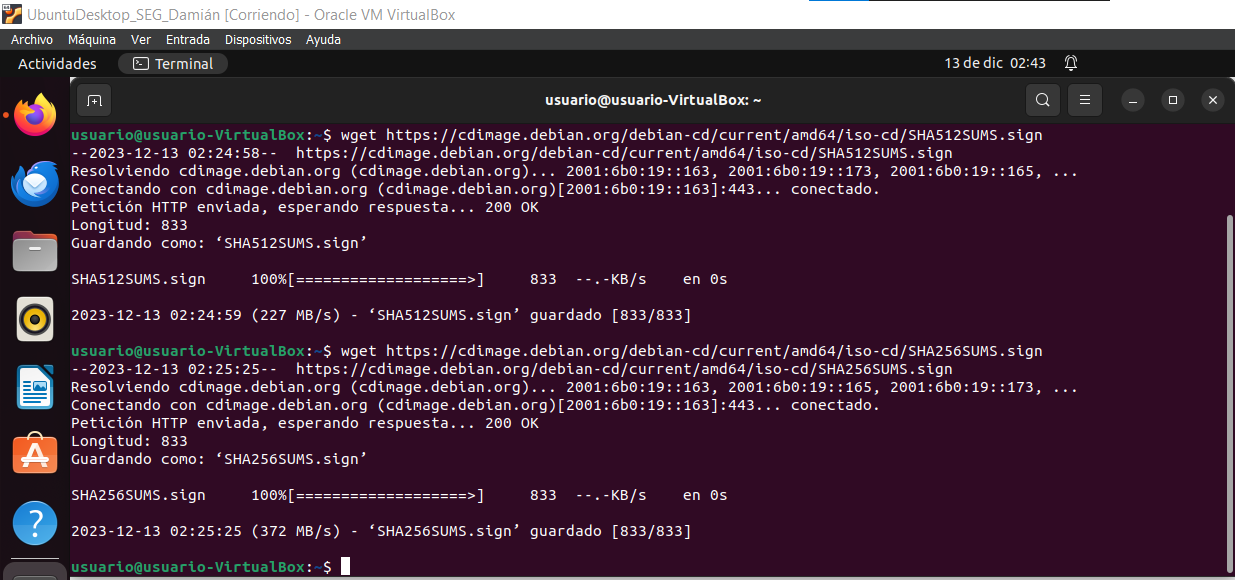 UbuntuDesktop_SEG_Damián [Corriendo] - Oracle VM VirtualBox
Archivo Máquina Ver Entrada Dispositivos Ayuda
Actividades Terminal 13 de dic 02:43
usuario@usuario-VirtualBox: ~
usuario@usuario-VirtualBox:~$ wget https://cdimage.debian.org/debian-cd/current/amd64/iso-cd/SHA512SUMS.sign
--2023-12-13 02:24:58-- https://cdimage.debian.org/debian-cd/current/amd64/iso-cd/SHA512SUMS.sign
Resolviendo cdimage.debian.org (cdimage.debian.org)... 2001:6b0:19::163, 2001:6b0:19::173, 2001:6b0:19::165, ...
Conectando con cdimage.debian.org (cdimage.debian.org)[2001:6b0:19::163]:443... conectado.
Petición HTTP enviada, esperando respuesta... 200 OK
Longitud: 833
Guardando como: ‘SHA512SUMS.sign’
SHA512SUMS.sign 100%[===================>] 833 --.-KB/s en 0s
2023-12-13 02:24:59 (227 MB/s) - ‘SHA512SUMS.sign’ guardado [833/833]
usuario@usuario-VirtualBox:~$ wget https://cdimage.debian.org/debian-cd/current/amd64/iso-cd/SHA256SUMS.sign
--2023-12-13 02:25:25-- https://cdimage.debian.org/debian-cd/current/amd64/iso-cd/SHA256SUMS.sign
Resolviendo cdimage.debian.org (cdimage.debian.org)... 2001:6b0:19::163, 2001:6b0:19::165, 2001:6b0:19::173, ...
Conectando con cdimage.debian.org (cdimage.debian.org)[2001:6b0:19::163]:443... conectado.
Petición HTTP enviada, esperando respuesta... 200 OK
Longitud: 833
Guardando como: ‘SHA256SUMS.sign’
SHA256SUMS.sign 100%[===================>] 833 --.-KB/s en 0s
2023-12-13 02:25:25 (372 MB/s) - ‘SHA256SUMS.sign’ guardado [833/833]
usuario@usuario-VirtualBox:~$